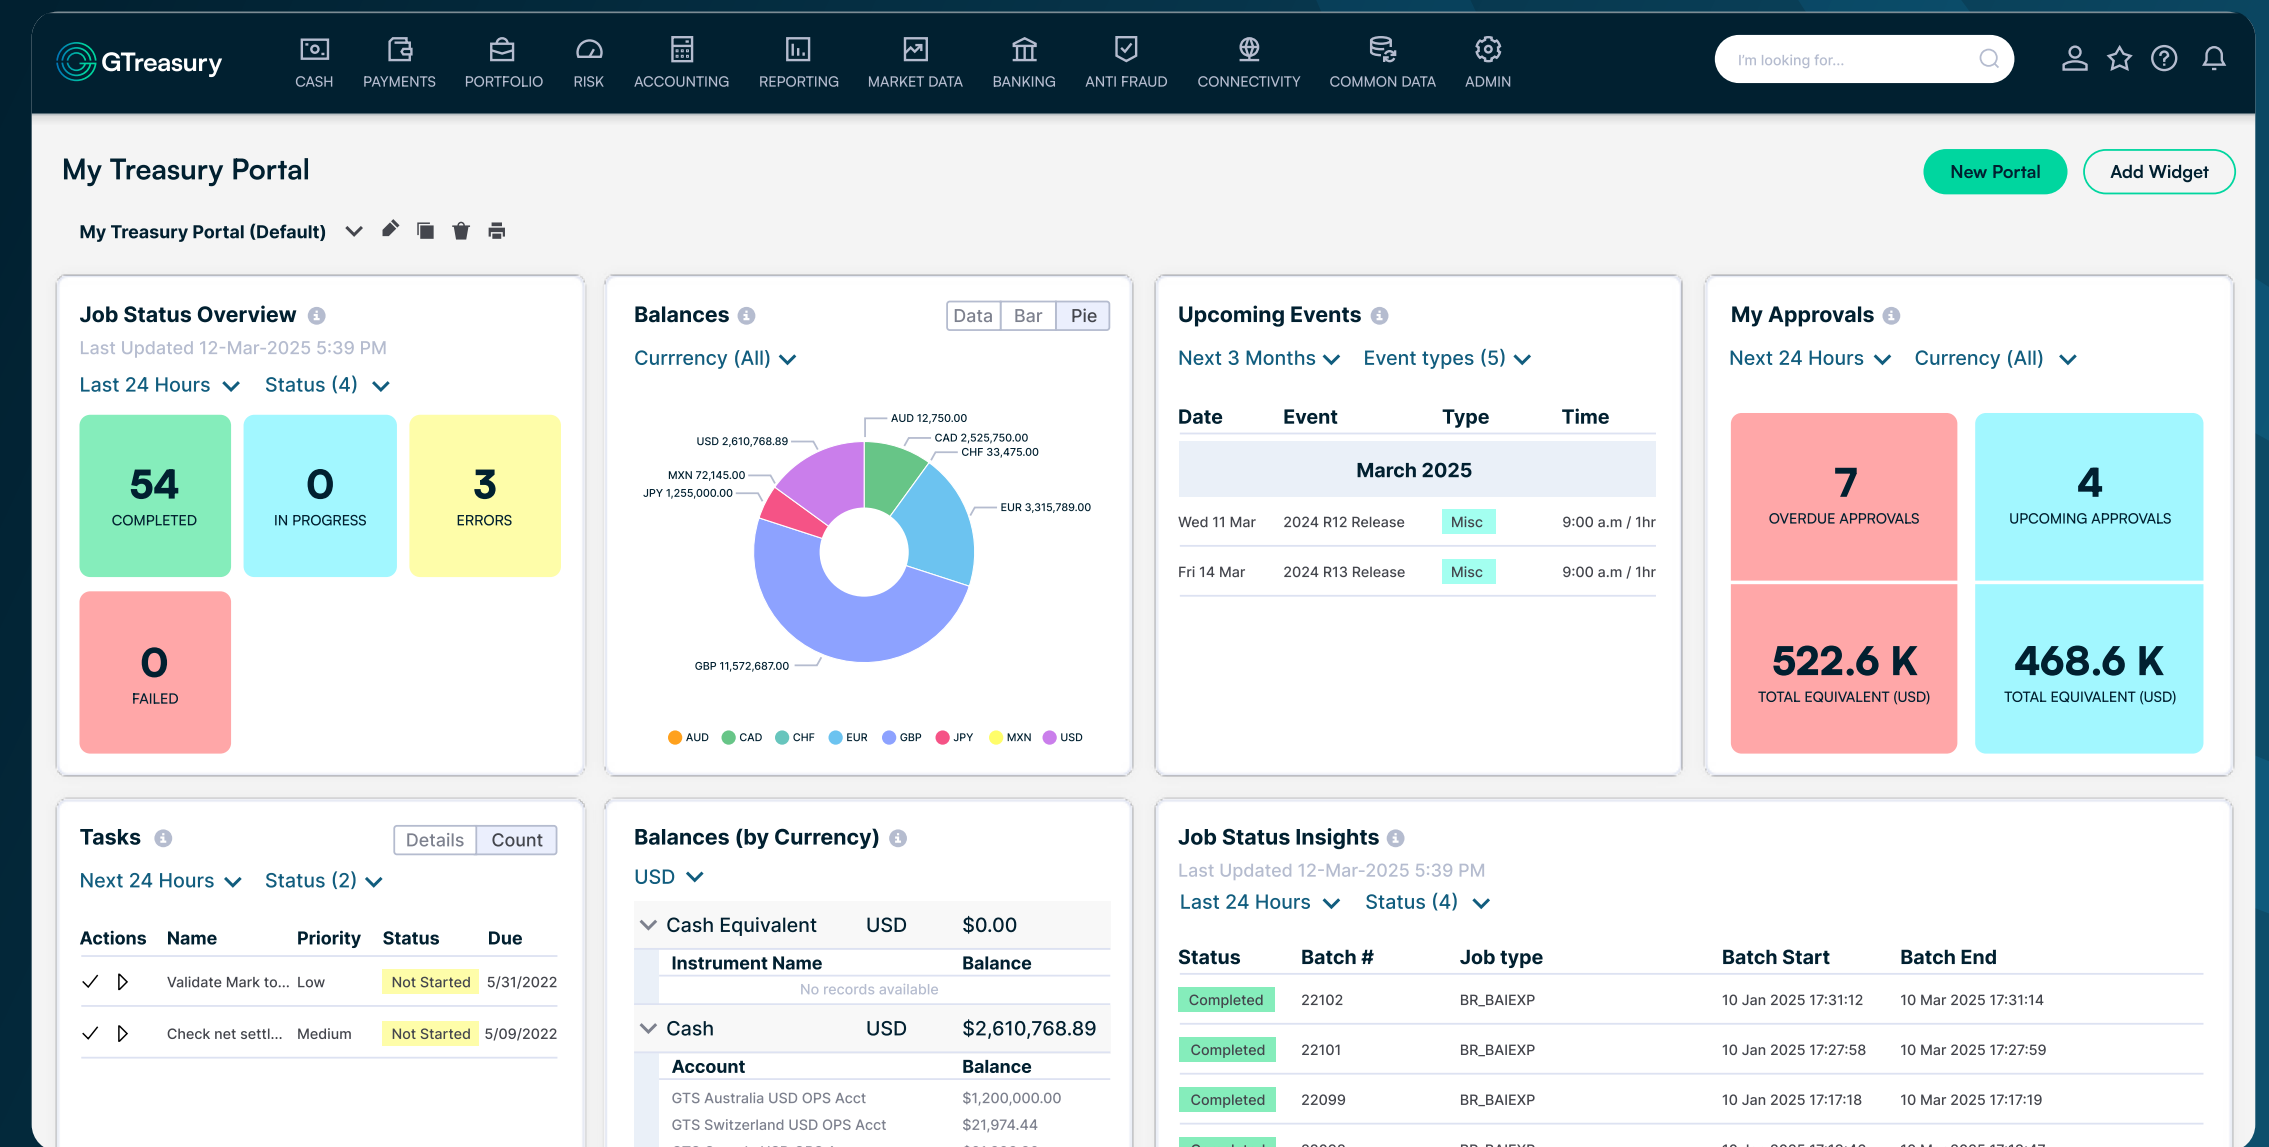 GTreasury
CASH PAYMENTS PORTFOLIO RISK ACCOUNTING REPORTING MARKET DATA BANKING ANTI FRAUD CONNECTIVITY COMMON DATA ADMIN
I'm looking for...
My Treasury Portal
New Portal Add Widget
My Treasury Portal (Default)
Job Status Overview
Last Updated 12-Mar-2025 5:39 PM
Last 24 Hours Status (4)
54
COMPLETED
0
IN PROGRESS
3
ERRORS
0
FAILED
Balances
Data Bar Pie
Currrency (All)
AUD 12,750.00
CAD 2,525,750.00
CHF 33,475.00
EUR 3,315,789.00
GBP 11,572,687.00
JPY 1,255,000.00
MXN 72,145.00
USD 2,610,768.89
AUD CAD CHF EUR GBP JPY MXN USD
Upcoming Events
Next 3 Months Event types (5)
Date Event Type Time
March 2025
Wed 11 Mar 2024 R12 Release Misc 9:00 a.m / 1hr
Fri 14 Mar 2024 R13 Release Misc 9:00 a.m / 1hr
My Approvals
Next 24 Hours Currency (All)
7
OVERDUE APPROVALS
4
UPCOMING APPROVALS
522.6 K
TOTAL EQUIVALENT (USD)
468.6 K
TOTAL EQUIVALENT (USD)
Tasks
Details Count
Next 24 Hours Status (2)
Actions Name Priority Status Due
Validate Mark to... Low Not Started 5/31/2022
Check net settl... Medium Not Started 5/09/2022
Balances (by Currency)
USD
Cash Equivalent USD $0.00
Instrument Name Balance
No records available
Cash USD $2,610,768.89
Account Balance
GTS Australia USD OPS Acct $1,200,000.00
GTS Switzerland USD OPS Acct $21,974.44
Job Status Insights
Last Updated 12-Mar-2025 5:39 PM
Last 24 Hours Status (4)
Status Batch # Job type Batch Start Batch End
Completed 22102 BR_BAIEXP 10 Jan 2025 17:31:12 10 Mar 2025 17:31:14
Completed 22101 BR_BAIEXP 10 Jan 2025 17:27:58 10 Mar 2025 17:27:59
Completed 22099 BR_BAIEXP 10 Jan 2025 17:17:18 10 Mar 2025 17:17:19